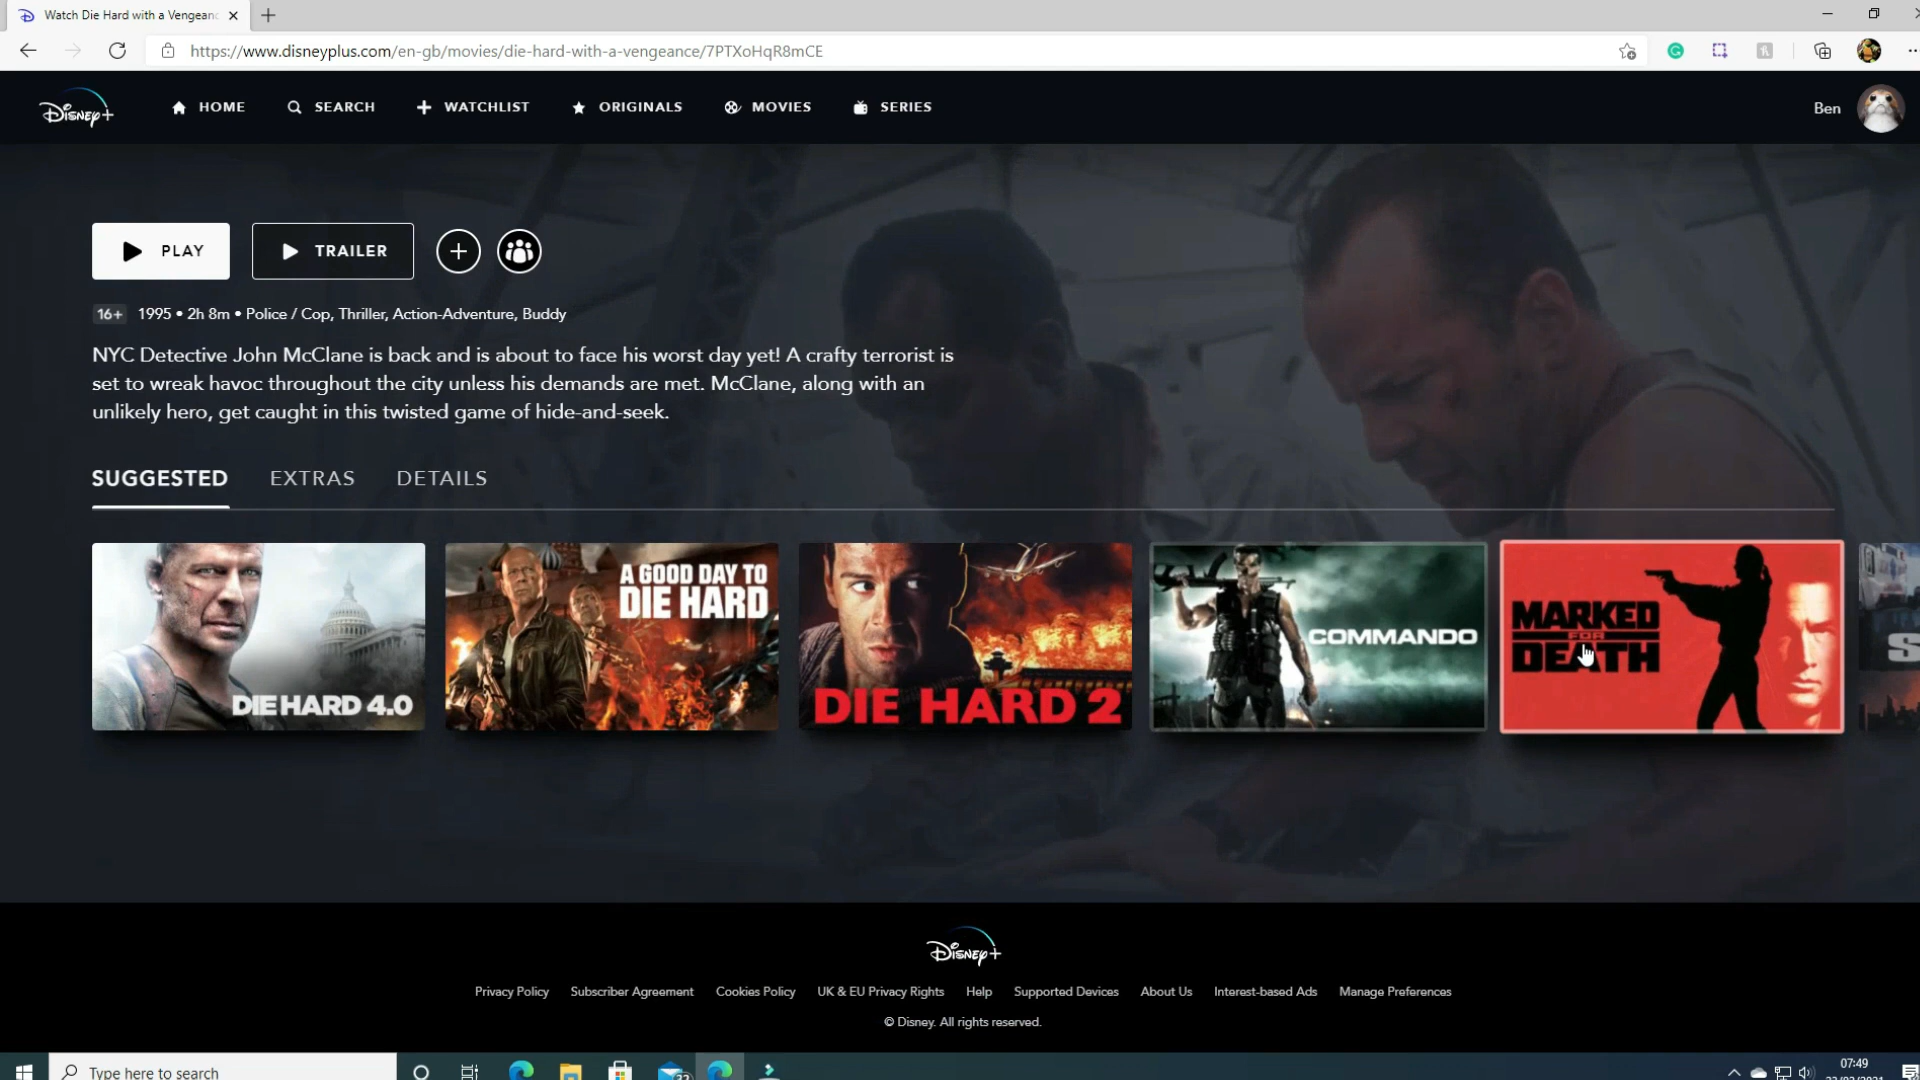 Watch Die Hard with a Vengeanc
https://www.disneyplus.com/en-gb/movies/die-hard-with-a-vengeance/7PTXoHqR8mCE
Disney+ HOME SEARCH WATCHLIST ORIGINALS MOVIES SERIES Ben
PLAY TRAILER
16+ 1995 • 2h 8m • Police / Cop, Thriller, Action-Adventure, Buddy
NYC Detective John McClane is back and is about to face his worst day yet! A crafty terrorist is
set to wreak havoc throughout the city unless his demands are met. McClane, along with an
unlikely hero, get caught in this twisted game of hide-and-seek.
SUGGESTED EXTRAS DETAILS
DIE HARD 4.0
A GOOD DAY TO
DIE HARD
DIE HARD 2
COMMANDO
MARKED
FOR
DEATH
S
Disney+
Privacy Policy Subscriber Agreement Cookies Policy UK & EU Privacy Rights Help Supported Devices About Us Interest-based Ads Manage Preferences
© Disney. All rights reserved.
Type here to search
07:49